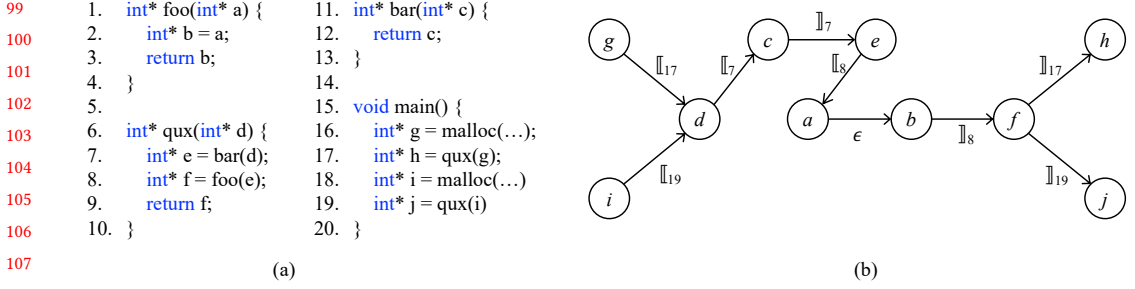 99
100
101
102
103
104
105
106
107
1. int* foo(int* a) {
2. int* b = a;
3. return b;
4. }
5.
6. int* qux(int* d) {
7. int* e = bar(d);
8. int* f = foo(e);
9. return f;
10. }
11. int* bar(int* c) {
12. return c;
13. }
14.
15. void main() {
16. int* g = malloc(…);
17. int* h = qux(g);
18. int* i = malloc(…)
19. int* j = qux(i)
20. }
(a)
g
⟦17
c
⟧7
e
⟦7
⟦8
d
a
ϵ
b
⟧8
f
⟧17
h
i
⟦19
⟧19
j
(b)